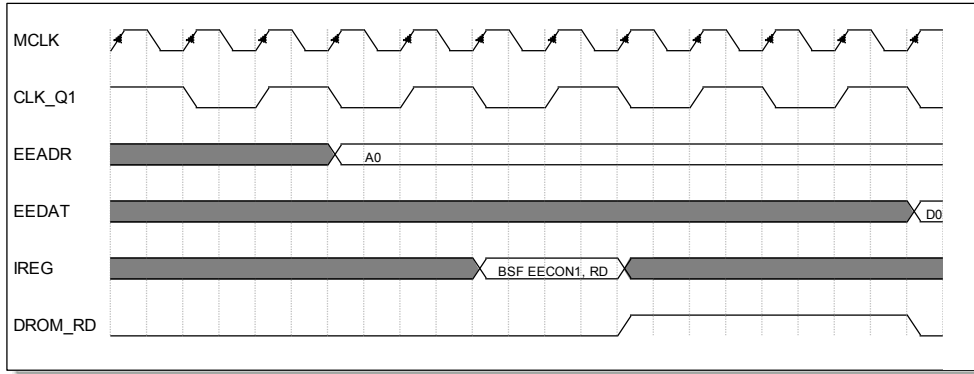 MCLK
CLK_Q1
EEADR
A0
EEDAT
D0
IREG
BSF EECON1, RD
DROM_RD